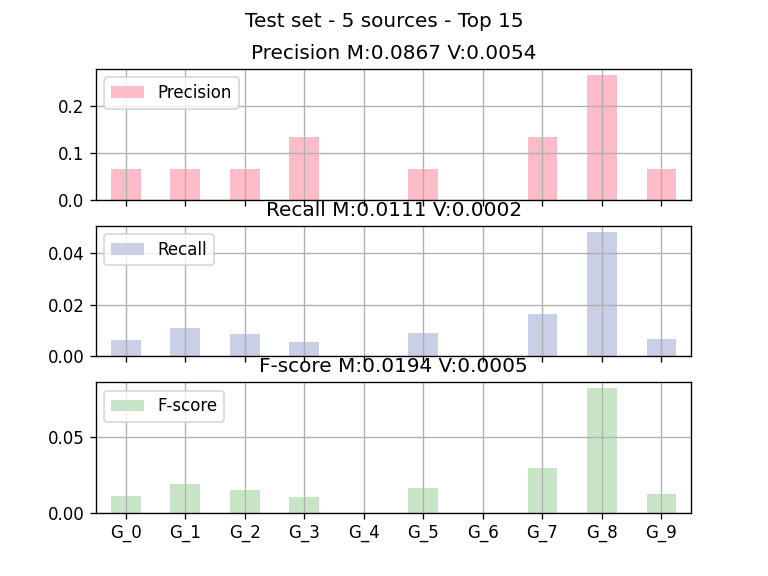 Test set - 5 sources - Top 15
Precision M:0.0867 V:0.0054
Precision
0.2
0.1
0.0
Recall M:0.0111 V:0.0002
Recall
0.04
0.02
0.00
F-score M:0.0194 V:0.0005
F-score
0.05
0.00
G_0 G_1 G_2 G_3 G_4 G_5 G_6 G_7 G_8 G_9